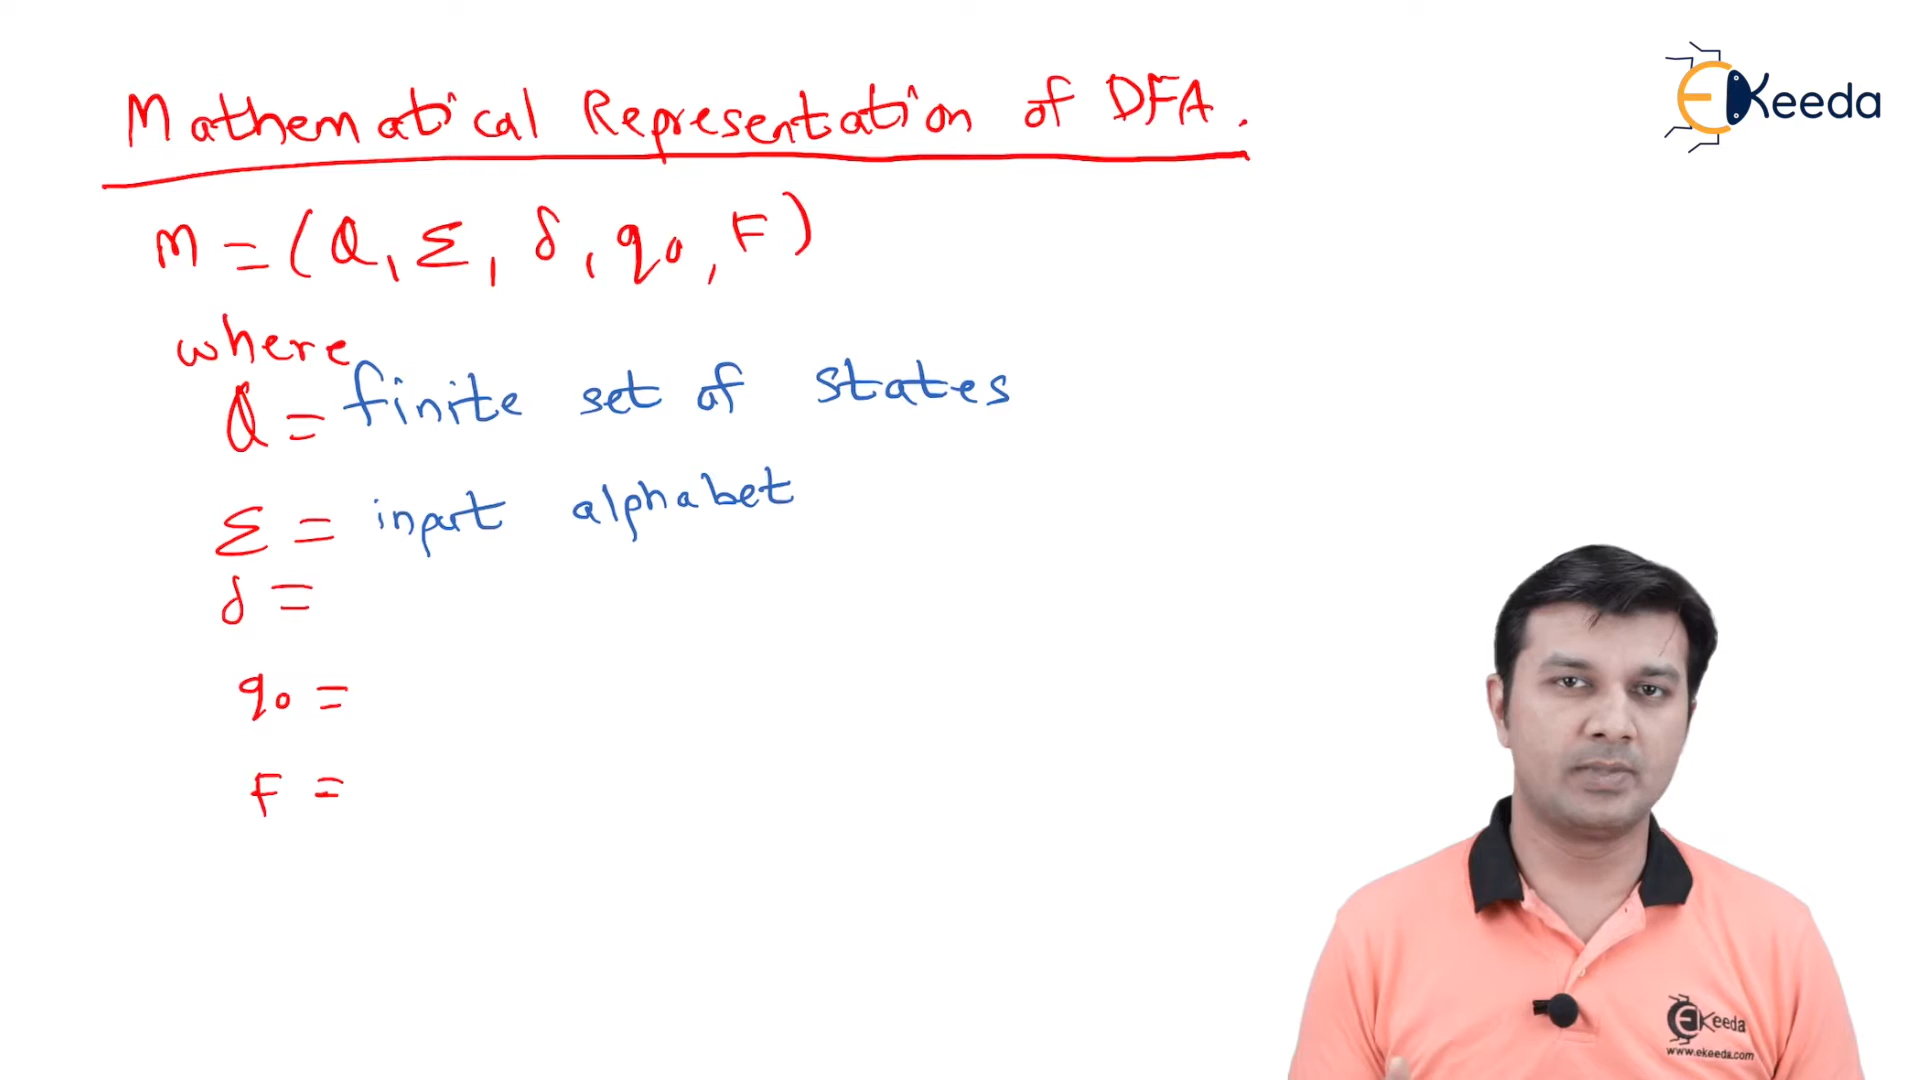 Mathematical Representation of DFA.
EKeeda
M = (Q, Σ, δ, q0, F)
where
Q = finite set of states
Σ = input alphabet
δ =
q0 =
F =
EKeeda
www.ekeeda.com